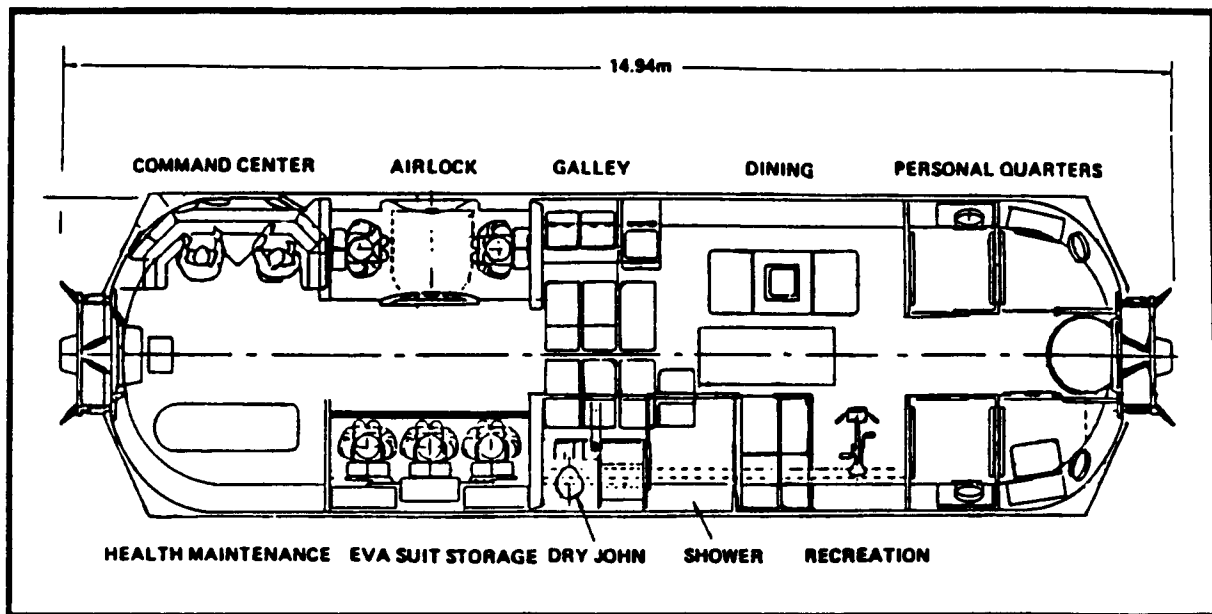 14.94m
COMMAND CENTER AIRLOCK GALLEY DINING PERSONAL QUARTERS
HEALTH MAINTENANCE EVA SUIT STORAGE DRY JOHN SHOWER RECREATION